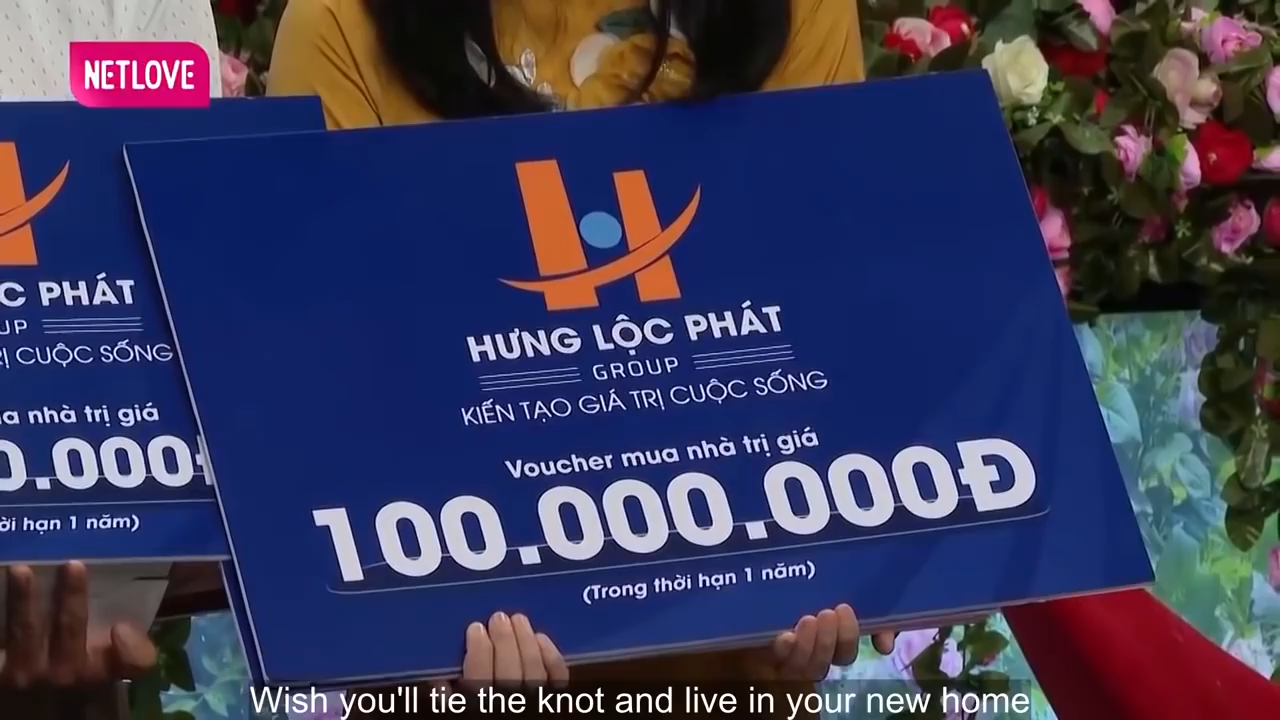 NETLOVE
HƯNG LỘC PHÁT
GROUP
KIẾN TẠO GIÁ TRỊ CUỘC SỐNG
Voucher mua nhà trị giá
100.000.000Đ
(Trong thời hạn 1 năm)
C PHÁT
UP
RỊ CUỘC SỐNG
a nhà trị giá
0.000
ời hạn 1 năm)
Wish you'll tie the knot and live in your new home